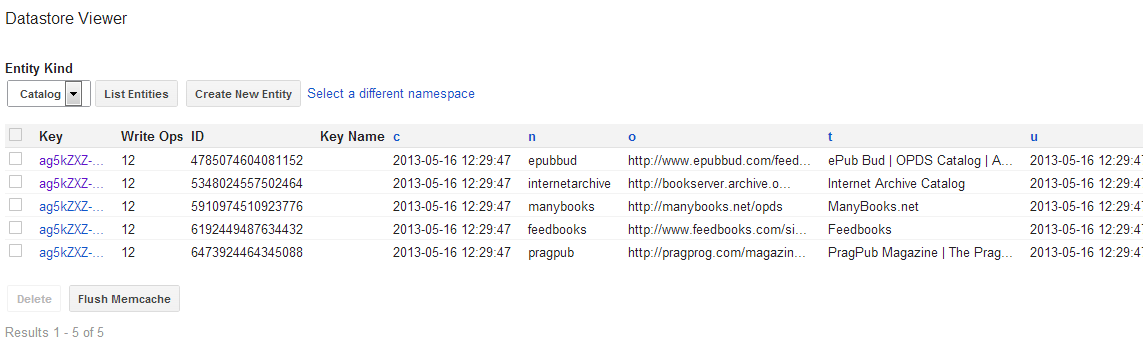 Datastore Viewer
Entity Kind
Catalog List Entities Create New Entity Select a different namespace
Key Write Ops ID Key Name c n o t u
ag5kZXZ-... 12 4785074604081152 2013-05-16 12:29:47 epubbud http://www.epubbud.com/feed... ePub Bud | OPDS Catalog | A... 2013-05-16 12:29:47
ag5kZXZ-... 12 5348024557502464 2013-05-16 12:29:47 internetarchive http://bookserver.archive.o... Internet Archive Catalog 2013-05-16 12:29:47
ag5kZXZ-... 12 5910974510923776 2013-05-16 12:29:47 manybooks http://manybooks.net/opds ManyBooks.net 2013-05-16 12:29:47
ag5kZXZ-... 12 6192449487634432 2013-05-16 12:29:47 feedbooks http://www.feedbooks.com/si... Feedbooks 2013-05-16 12:29:47
ag5kZXZ-... 12 6473924464345088 2013-05-16 12:29:47 pragpub http://pragprog.com/magazin... PragPub Magazine | The Prag... 2013-05-16 12:29:47
Delete Flush Memcache
Results 1 - 5 of 5